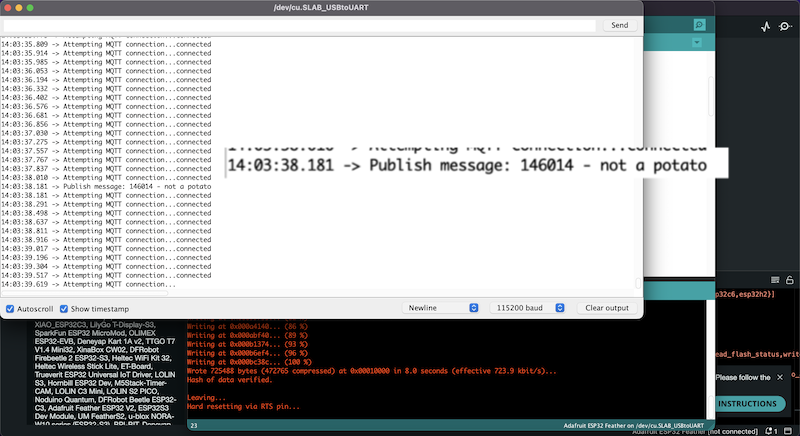 /dev/cu.SLAB_USBtoUART
Send
14:03:35.809 -> Attempting MQTT connection...connected
14:03:35.914 -> Attempting MQTT connection...connected
14:03:35.985 -> Attempting MQTT connection...connected
14:03:36.053 -> Attempting MQTT connection...connected
14:03:36.194 -> Attempting MQTT connection...connected
14:03:36.332 -> Attempting MQTT connection...connected
14:03:36.402 -> Attempting MQTT connection...connected
14:03:36.576 -> Attempting MQTT connection...connected
14:03:36.681 -> Attempting MQTT connection...connected
14:03:36.856 -> Attempting MQTT connection...connected
14:03:37.030 -> Attempting MQTT connection...connected
14:03:37.275 -> Attempting MQTT connection...connected
14:03:37.557 -> Attempting MQTT connection...connected
14:03:37.767 -> Attempting MQTT connection...connected
14:03:37.837 -> Attempting MQTT connection...connected
14:03:38.010 -> Attempting MQTT connection...connected
14:03:38.181 -> Publish message: 146014 - not a potato
14:03:38.181 -> Attempting MQTT connection...connected
14:03:38.291 -> Attempting MQTT connection...connected
14:03:38.498 -> Attempting MQTT connection...connected
14:03:38.637 -> Attempting MQTT connection...connected
14:03:38.811 -> Attempting MQTT connection...connected
14:03:38.916 -> Attempting MQTT connection...connected
14:03:39.017 -> Attempting MQTT connection...connected
14:03:39.196 -> Attempting MQTT connection...connected
14:03:39.304 -> Attempting MQTT connection...connected
14:03:39.517 -> Attempting MQTT connection...connected
14:03:39.619 -> Attempting MQTT connection...
14:03:38.181 -> Publish message: 146014 - not a potato
Autoscroll
Show timestamp
Newline
115200 baud
Clear output
p32c6,esp32h2}]
XIAO_ESP32C3, LilyGo T-Display-S3,
SparkFun ESP32 MicroMod, OLIMEX
ESP32-EVB, Deneyap Kart 1A v2, TTGO T7
V1.4 Mini32, XinaBox CW02, DFRobot
Firebeetle 2 ESP32-S3, Heltec WiFi Kit 32,
Heltec Wireless Stick Lite, ET-Board,
Trueverit ESP32 Universal IoT Driver, LOLIN
S3, Hornbill ESP32 Dev, M5Stack-Timer-
CAM, LOLIN C3 Mini, LOLIN S2 PICO,
Noduino Quantum, DFRobot Beetle ESP32-
C3, Adafruit Feather ESP32 V2, ESP32S3
Dev Module, UM FeatherS2, u-blox NORA-
Writing at 0x000a4140... (86 %)
Writing at 0x000abf40... (89 %)
Writing at 0x000b1374... (93 %)
Writing at 0x000b6ef4... (96 %)
Writing at 0x000bc38c... (100 %)
Wrote 725488 bytes (472765 compressed) at 0x00010000 in 8.0 seconds (effective 723.9 kbit/s)...
Hash of data verified.
Leaving...
Hard resetting via RTS pin...
ead_flash_status,writ
Please follow the
INSTRUCTIONS
23
Adafruit ESP32 Feather on /dev/cu.SLAB_USBtoUART
Adafruit ESP32 Feather [not connected]
1